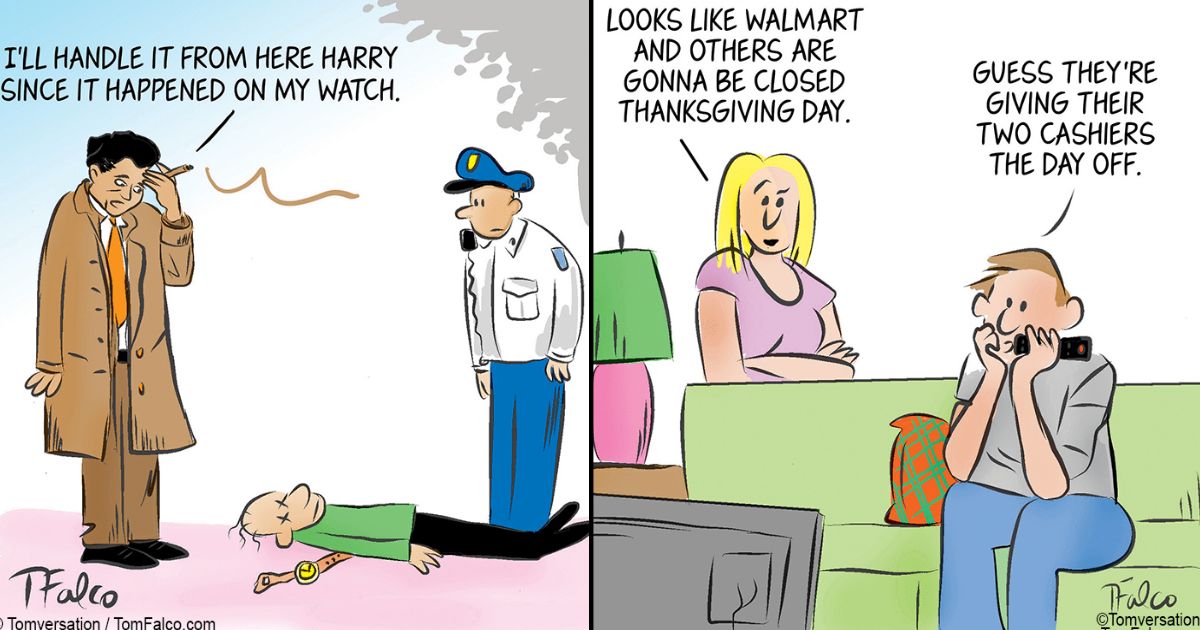 I'LL HANDLE IT FROM HERE HARRY
SINCE IT HAPPENED ON MY WATCH.
TFalco
© Tomversation / TomFalco.com
LOOKS LIKE WALMART
AND OTHERS ARE
GONNA BE CLOSED
THANKSGIVING DAY.
GUESS THEY'RE
GIVING THEIR
TWO CASHIERS
THE DAY OFF.
TFalco
©Tomversation
TomFalco.com